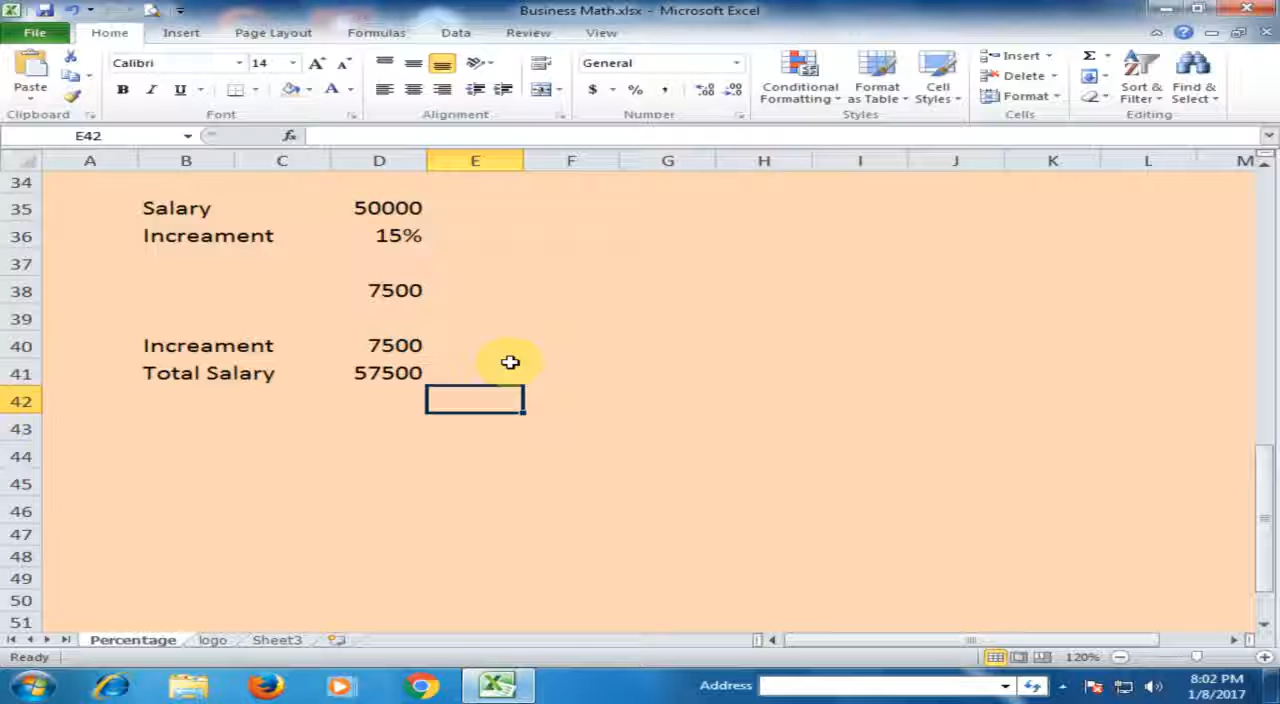 Business Math.xlsx - Microsoft Excel
File Home Insert Page Layout Formulas Data Review View
Calibri 14 General Insert
Paste Conditional Formatting Format as Table Cell Styles Delete Sort & Filter Find & Select
Format
Clipboard Font Alignment Number Styles Cells Editing
E42 fx
A B C D E F G H I J K L M
34
35 Salary 50000
36 Increament 15%
37
38 7500
39
40 Increament 7500
41 Total Salary 57500
42
43
44
45
46
47
48
49
50
51
Percentage logo Sheet3
Ready 120%
Address 8:02 PM
1/8/2017